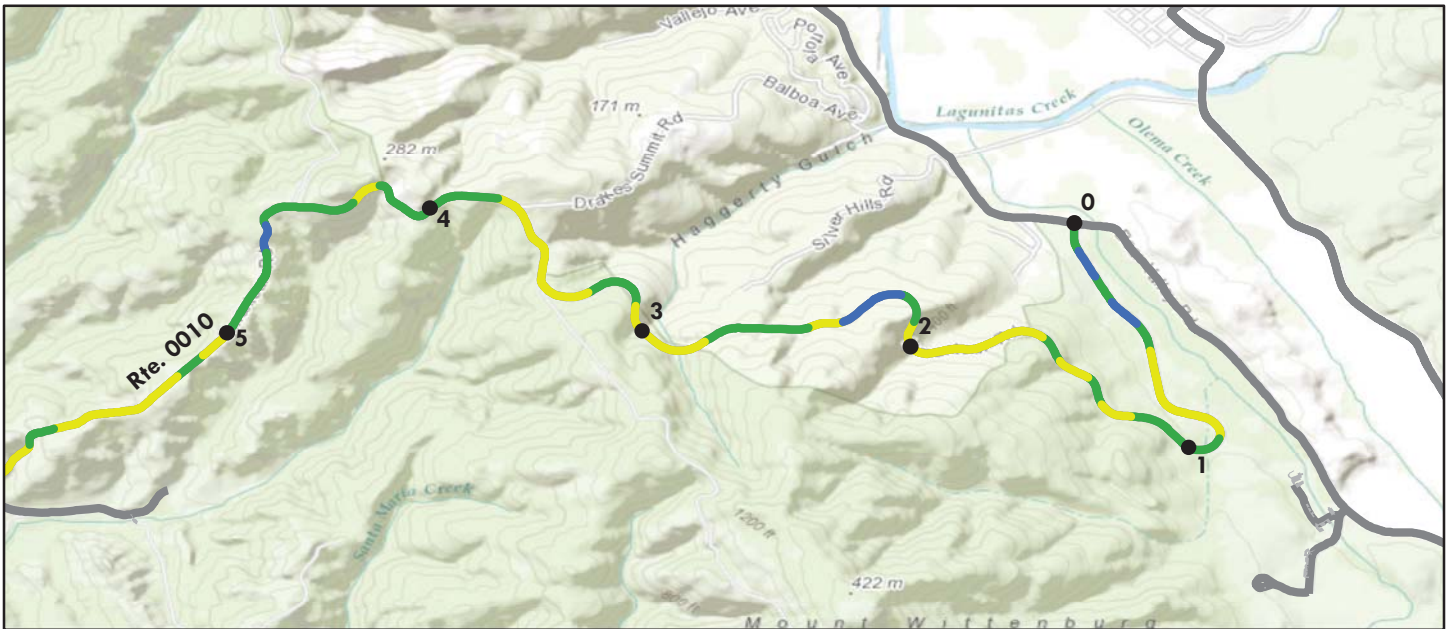 Vallejo Ave
Portola Ave
Balboa Ave
171 m
Lagunitas Creek
Olema Creek
282 m
Drakes Summit Rd
Haggerty Gulch
Silver Hills Rd
0
4
3
2
5
Rte. 0010
1
Santa Maria Creek
1200 ft
422 m
Mount Wittenburg